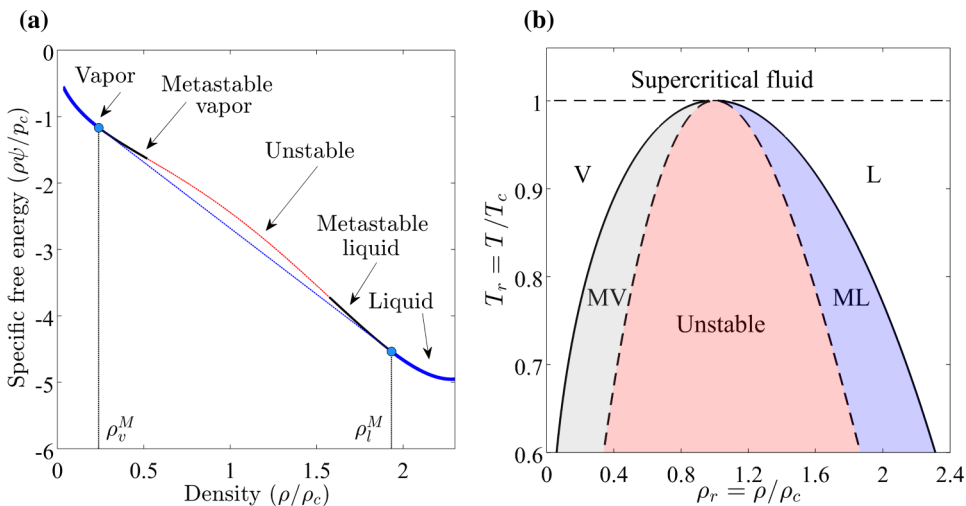 (a)
0
-1
-2
-3
-4
-5
-6
Specific free energy (ρψ/p_c)
Vapor
Metastable
vapor
Unstable
Metastable
liquid
Liquid
ρ_v^M
ρ_l^M
0
0.5
1
1.5
2
Density (ρ/ρ_c)
(b)
Supercritical fluid
1
0.9
0.8
0.7
0.6
T_r = T/T_c
V
L
MV
ML
Unstable
0
0.4
0.8
1.2
1.6
2
2.4
ρ_r = ρ/ρ_c